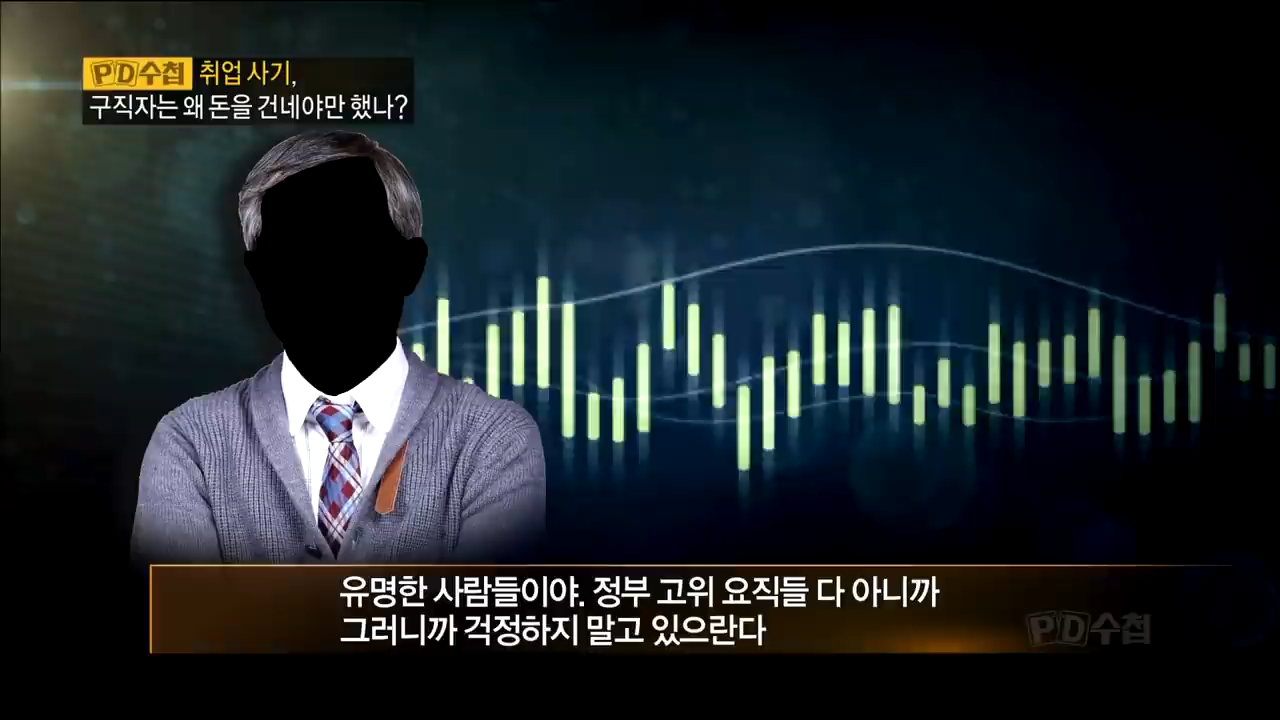 PD수첩 취업 사기,
구직자는 왜 돈을 건네야만 했나?
유명한 사람들이야. 정부 고위 요직들 다 아니까
그러니까 걱정하지 말고 있으란다
PD수첩